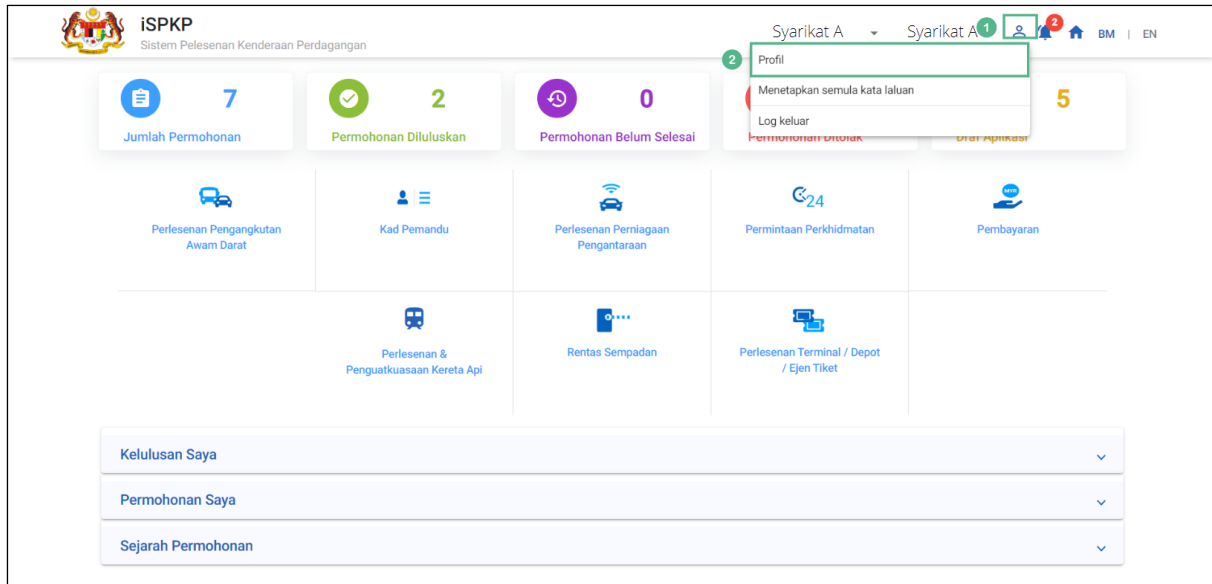 iSPKP
Sistem Pelesenan Kenderaan Perdagangan
Syarikat A
Syarikat A
1
2
BM | EN
2
Profil
Menetapkan semula kata laluan
Log keluar
7
Jumlah Permohonan
2
Permohonan Diluluskan
0
Permohonan Belum Selesai
Permohonan Ditolak
5
Draf Aplikasi
Perlesenan Pengangkutan
Awam Darat
Kad Pemandu
Perlesenan Perniagaan
Pengantaraan
24
Permintaan Perkhidmatan
MYR
Pembayaran
Perlesenan &
Penguatkuasaan Kereta Api
Rentas Sempadan
Perlesenan Terminal / Depot
/ Ejen Tiket
Kelulusan Saya
Permohonan Saya
Sejarah Permohonan